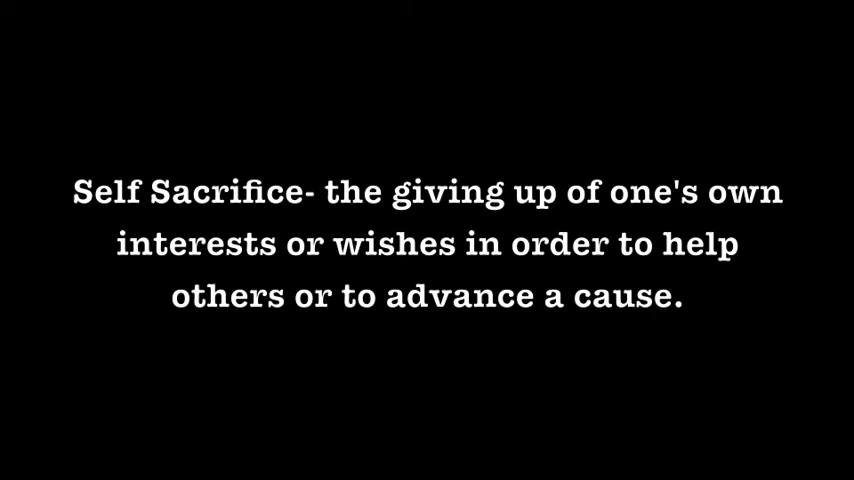 Self Sacrifice- the giving up of one's own
interests or wishes in order to help
others or to advance a cause.